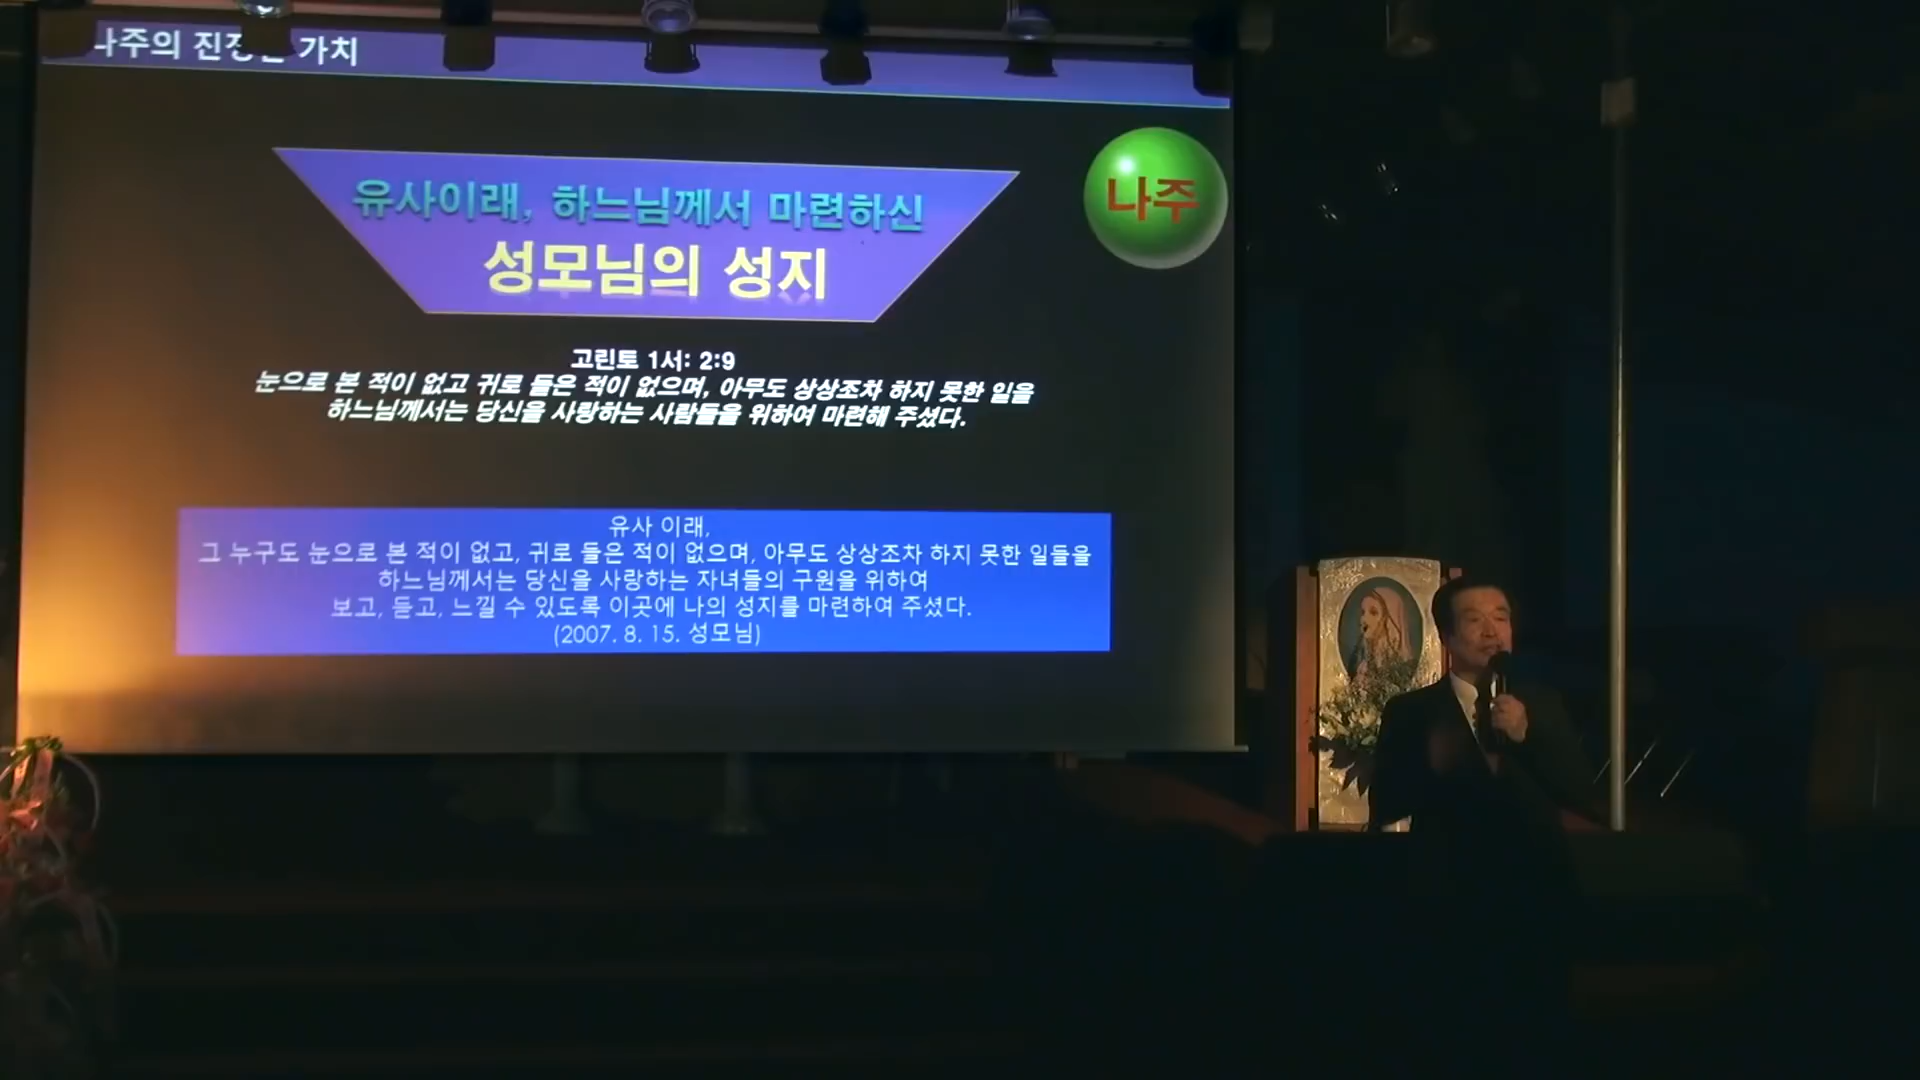 나주의 진정한 가치
나주
유사이래, 하느님께서 마련하신
성모님의 성지
고린토 1서: 2:9
눈으로 본 적이 없고 귀로 들은 적이 없으며, 아무도 상상조차 하지 못한 일을
하느님께서는 당신을 사랑하는 사람들을 위하여 마련해 주셨다.
유사 이래,
그 누구도 눈으로 본 적이 없고, 귀로 들은 적이 없으며, 아무도 상상조차 하지 못한 일들을
하느님께서는 당신을 사랑하는 자녀들의 구원을 위하여
보고, 듣고, 느낄 수 있도록 이곳에 나의 성지를 마련하여 주셨다.
(2007. 8. 15. 성모님)